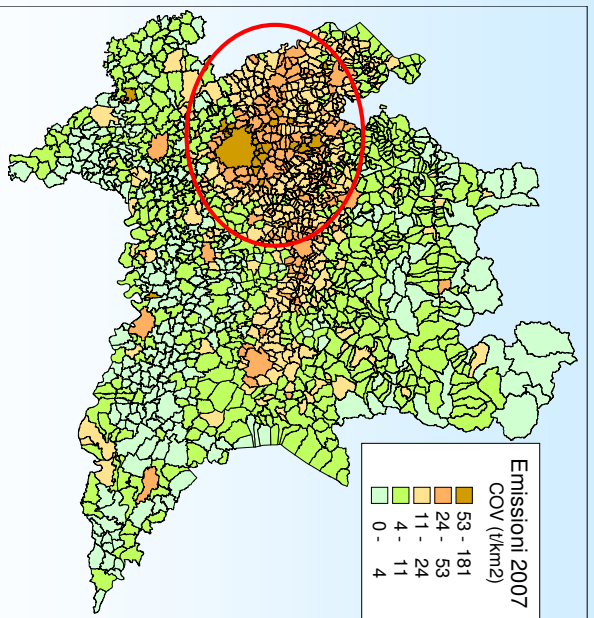 Emissioni 2007
COV (t/km2)
53 - 181
24 - 53
11 - 24
4 - 11
0 - 4